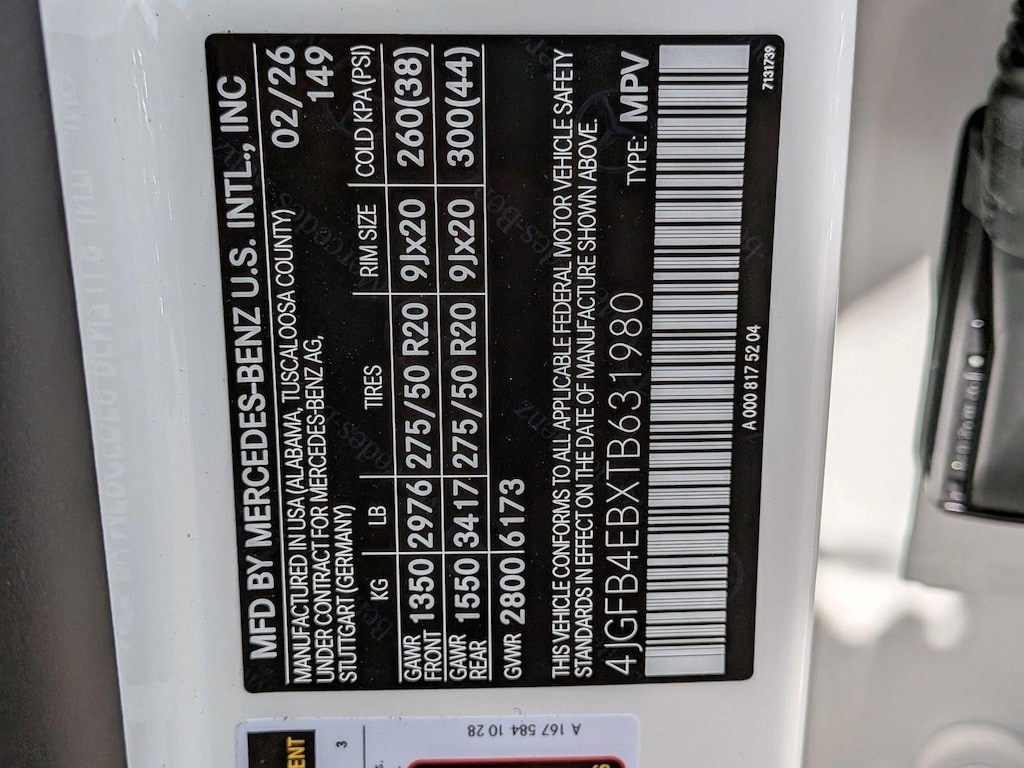 MFD BY MERCEDES-BENZ U.S. INTL., INC
MANUFACTURED IN USA (ALABAMA, TUSCALOOSA COUNTY) 02/26
UNDER CONTRACT FOR MERCEDES-BENZ AG, 149
STUTTGART (GERMANY)
KG LB TIRES RIM SIZE COLD KPA (PSI)
GAWR FRONT 1350 2976 275/50 R20 9Jx20 260(38)
GAWR REAR 1550 3417 275/50 R20 9Jx20 300(44)
GVWR 2800 6173
THIS VEHICLE CONFORMS TO ALL APPLICABLE FEDERAL MOTOR VEHICLE SAFETY
STANDARDS IN EFFECT ON THE DATE OF MANUFACTURE SHOWN ABOVE.
4JGFB4EBXTB631980 TYPE: MPV
A 000 817 52 04
7131739
A 167 584 10 28
3